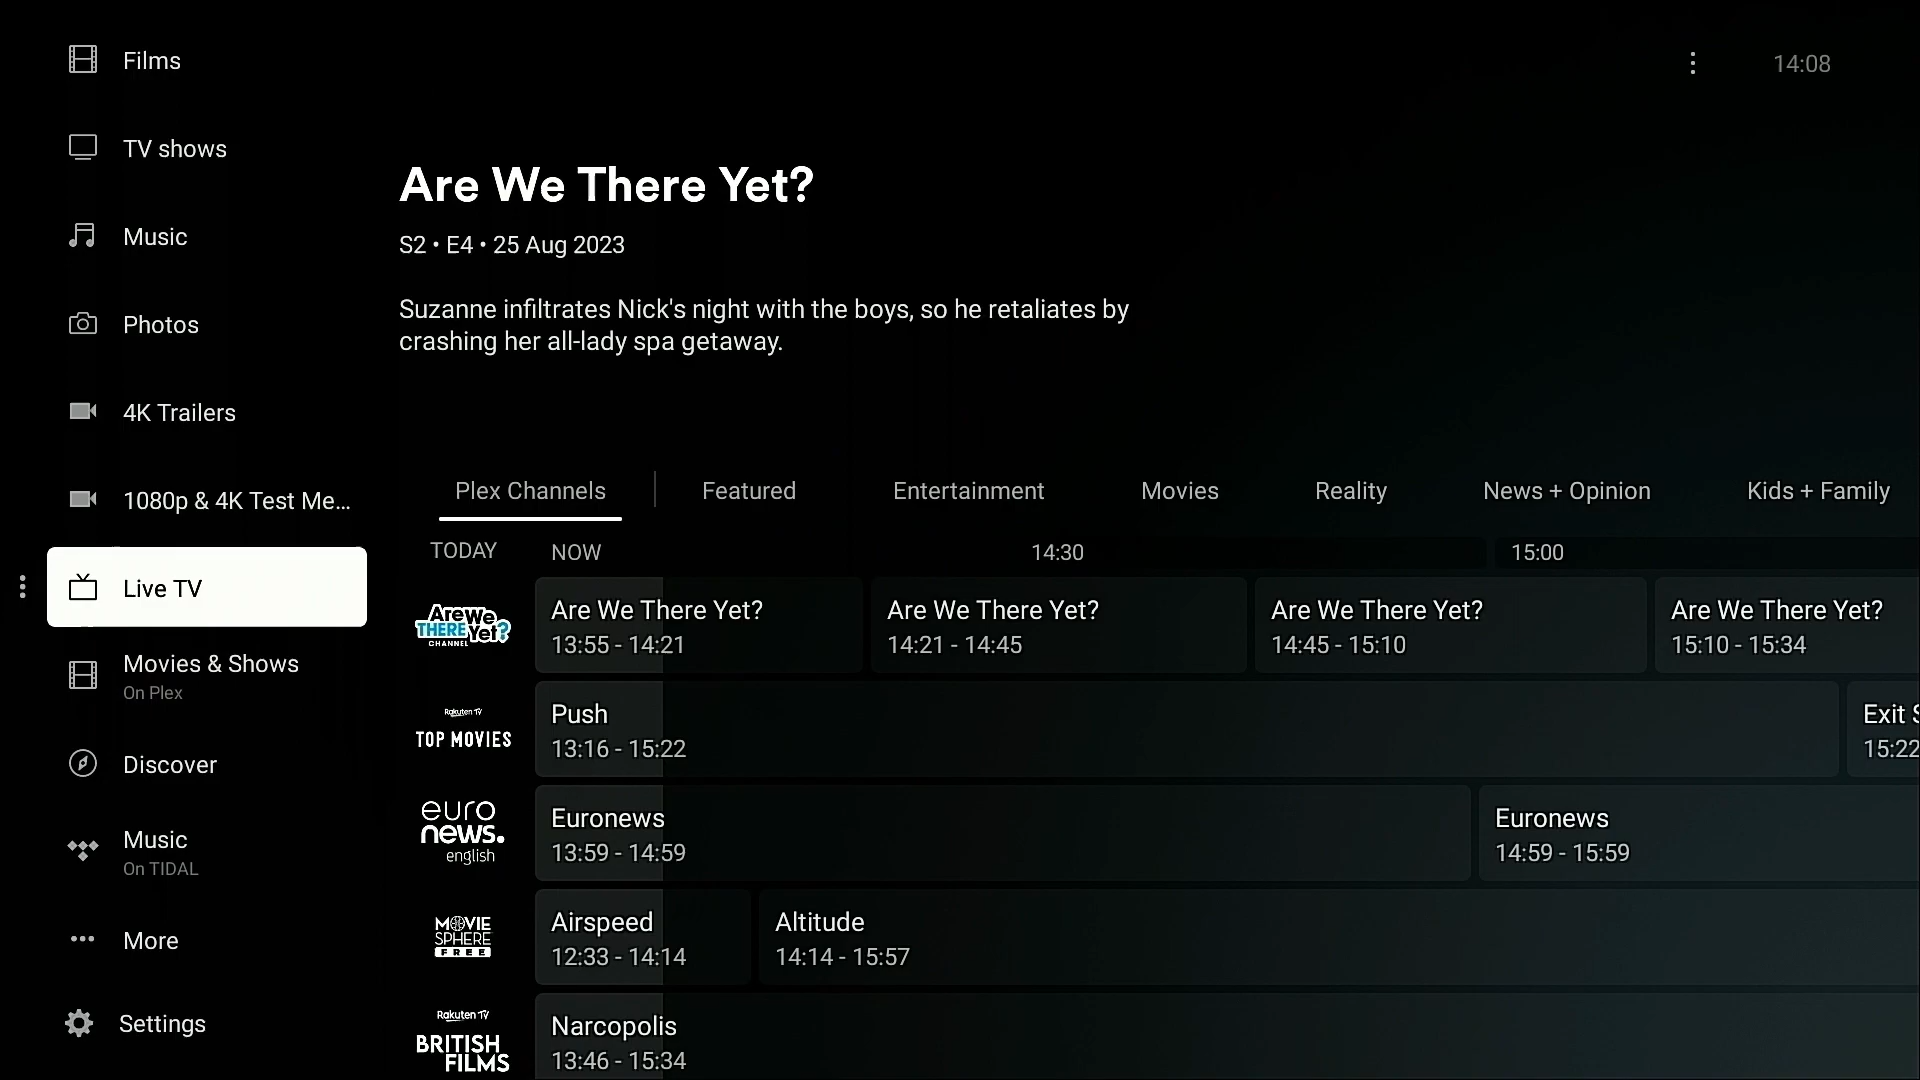 Films
TV shows
Music
Photos
4K Trailers
1080p & 4K Test Me...
Live TV
Movies & Shows
On Plex
Discover
Music
On TIDAL
More
Settings
14:08
Are We There Yet?
S2 • E4 • 25 Aug 2023
Suzanne infiltrates Nick's night with the boys, so he retaliates by
crashing her all-lady spa getaway.
Plex Channels Featured Entertainment Movies Reality News + Opinion Kids + Family
TODAY NOW 14:30 15:00
Are We
THERE Yet?
CHANNEL
Are We There Yet?
13:55 - 14:21
Are We There Yet?
14:21 - 14:45
Are We There Yet?
14:45 - 15:10
Are We There Yet?
15:10 - 15:34
Rakuten TV
TOP MOVIES
Push
13:16 - 15:22
Exit S
15:22
euro
news.
english
Euronews
13:59 - 14:59
Euronews
14:59 - 15:59
MOVIE
SPHERE
FREE
Airspeed
12:33 - 14:14
Altitude
14:14 - 15:57
Rakuten TV
BRITISH
FILMS
Narcopolis
13:46 - 15:34